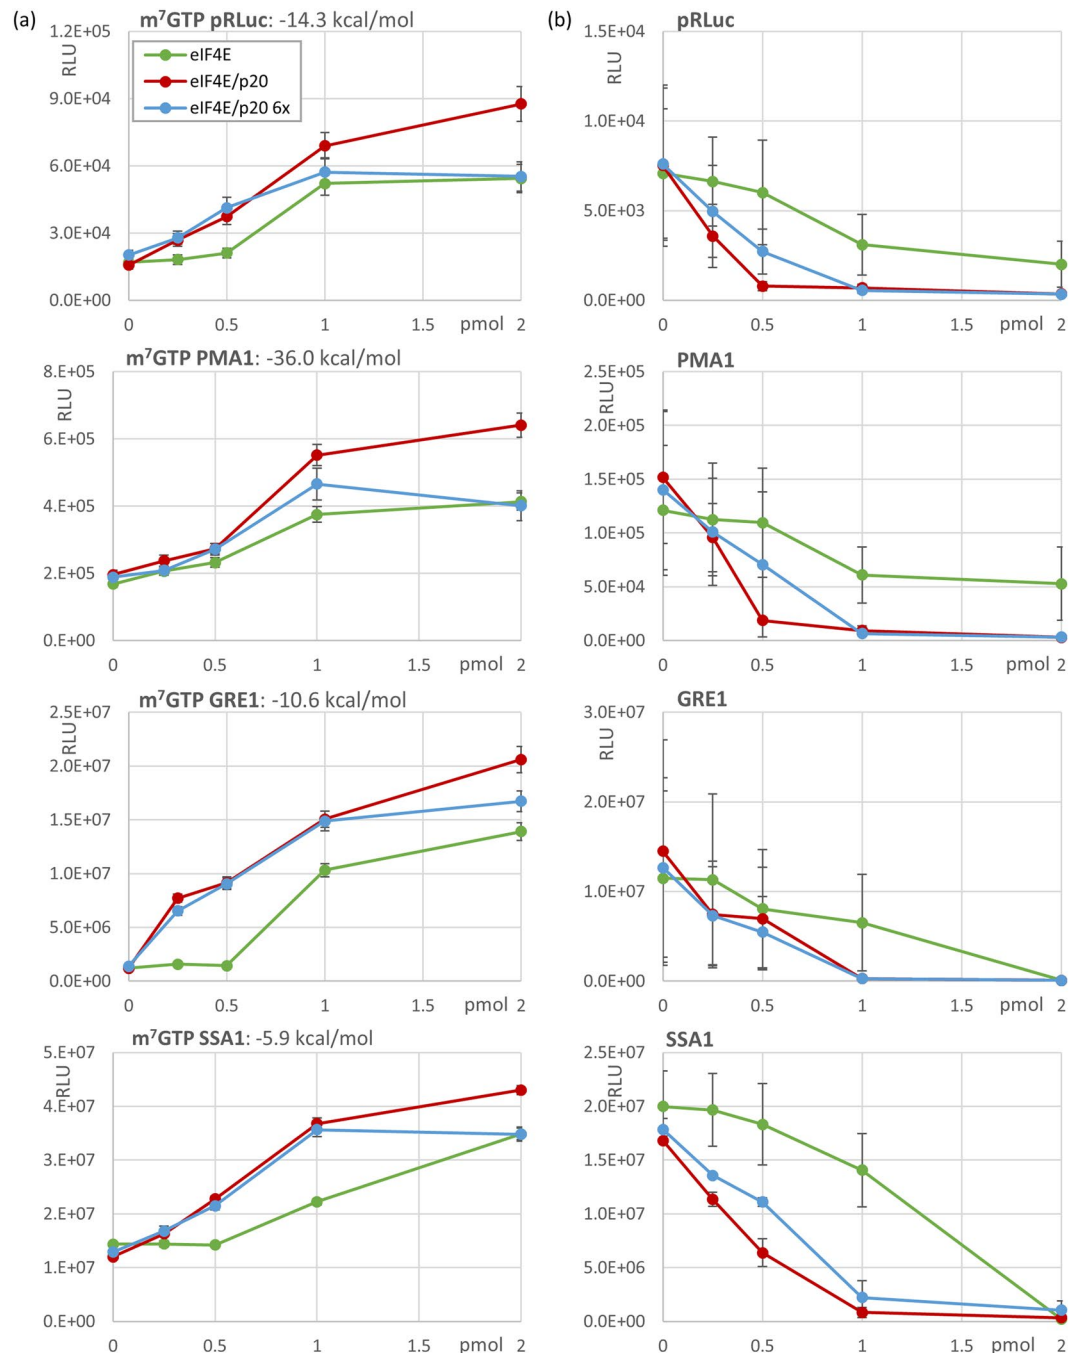 (a)
m⁷GTP pRLuc: -14.3 kcal/mol
1.2E+05
RLU
9.0E+04
6.0E+04
3.0E+04
0.0E+00
eIF4E
eIF4E/p20
eIF4E/p20 6x
0 0.5 1 1.5 pmol 2
(b)
pRLuc
1.5E+04
RLU
1.0E+04
5.0E+03
0.0E+00
0 0.5 1 1.5 pmol 2
m⁷GTP PMA1: -36.0 kcal/mol
8.E+05
RLU
6.E+05
4.E+05
2.E+05
0.E+00
0 0.5 1 1.5 pmol 2
PMA1
2.5E+05
RLU
2.0E+05
1.5E+05
1.0E+05
5.0E+04
0.0E+00
0 0.5 1 1.5 pmol 2
m⁷GTP GRE1: -10.6 kcal/mol
2.5E+07
RLU
2.0E+07
1.5E+07
1.0E+07
5.0E+06
0.0E+00
0 0.5 1 1.5 pmol 2
GRE1
3.0E+07
RLU
2.0E+07
1.0E+07
0.0E+00
0 0.5 1 1.5 pmol 2
m⁷GTP SSA1: -5.9 kcal/mol
5.E+07
RLU
4.E+07
3.E+07
2.E+07
1.E+07
0.E+00
0 0.5 1 1.5 pmol 2
SSA1
2.5E+07
RLU
2.0E+07
1.5E+07
1.0E+07
5.0E+06
0.0E+00
0 0.5 1 1.5 pmol 2